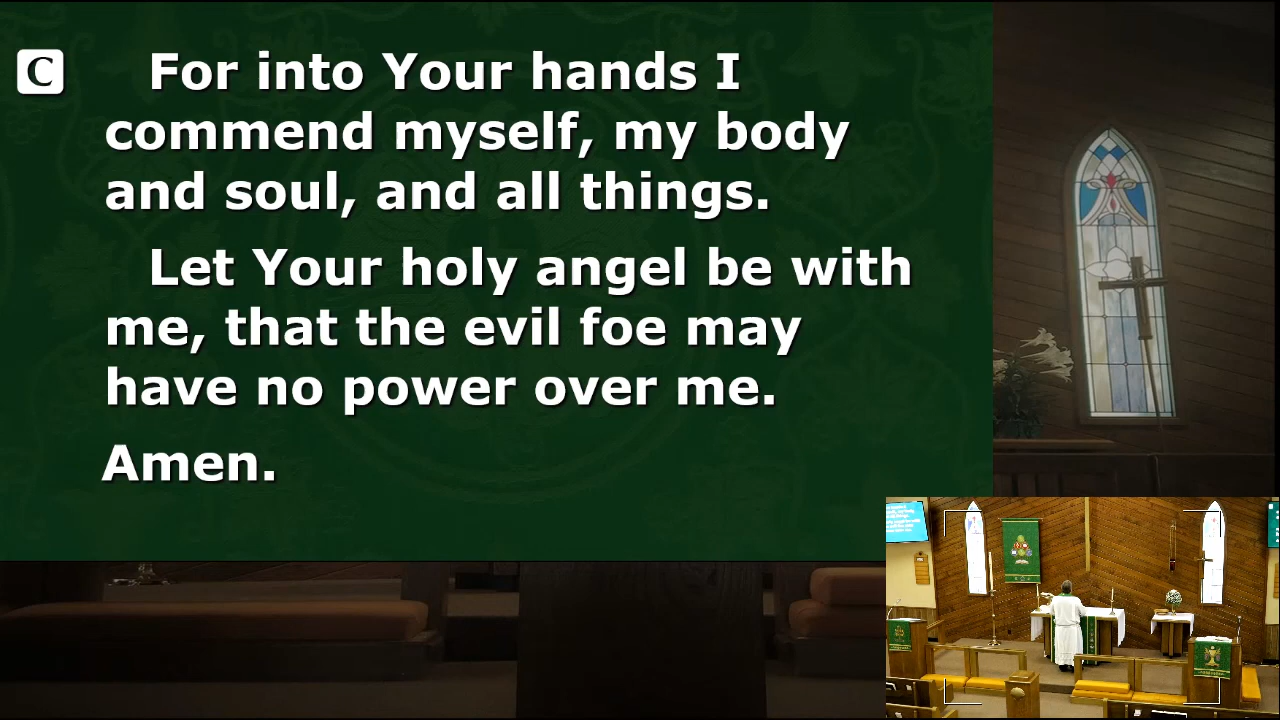 C For into Your hands I
commend myself, my body
and soul, and all things.
Let Your holy angel be with
me, that the evil foe may
have no power over me.
Amen.